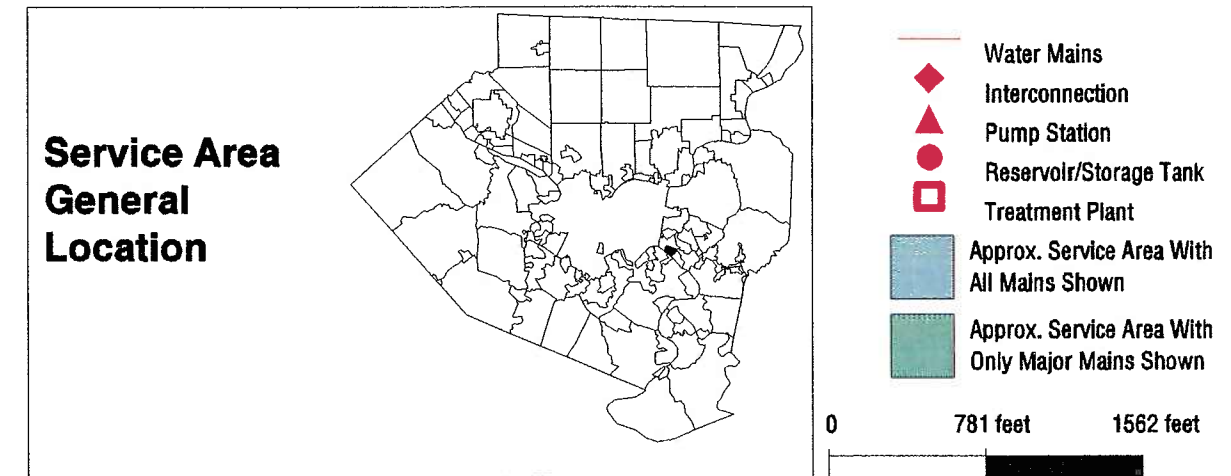 Service Area
General
Location
Water Mains
Interconnection
Pump Station
Reservoir/Storage Tank
Treatment Plant
Approx. Service Area With
All Mains Shown
Approx. Service Area With
Only Major Mains Shown
0 781 feet 1562 feet